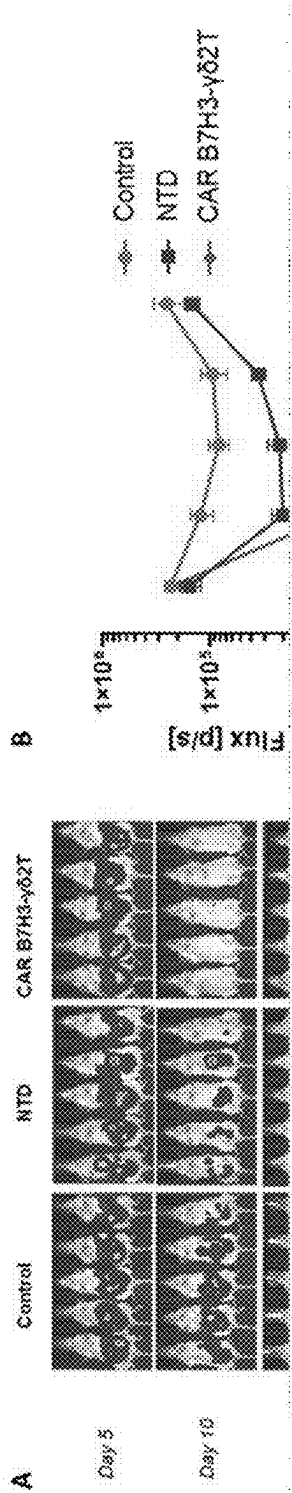 A
Control
NTD
CAR B7H3-γδ2T
Day 5
Day 10
B
Flux [p/s]
1×10⁶
1×10⁵
Control
NTD
CAR B7H3-γδ2T